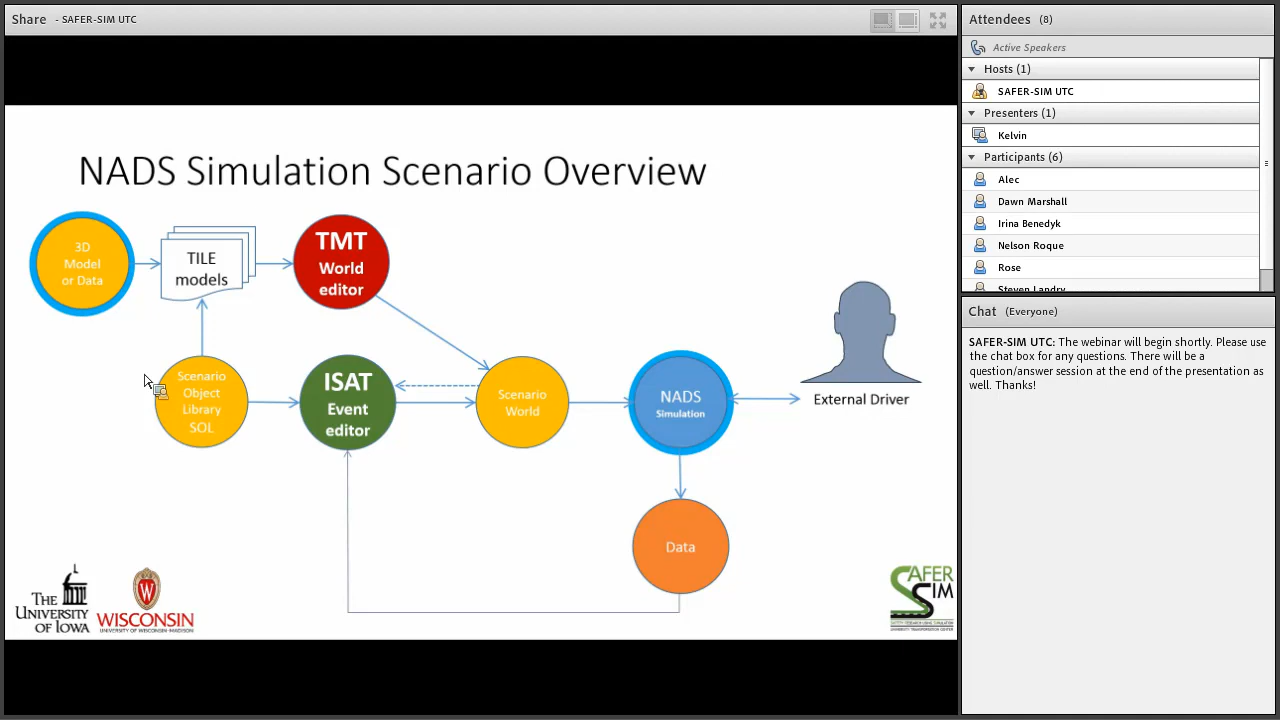 Share - SAFER-SIM UTC
NADS Simulation Scenario Overview
3D
Model
or Data
TILE
models
TMT
World
editor
Scenario
Object
Library
SOL
ISAT
Event
editor
Scenario
World
NADS
Simulation
External Driver
Data
THE
UNIVERSITY
OF IOWA
W
WISCONSIN
UNIVERSITY OF WISCONSIN-MADISON
SAFER
SIM
Attendees (8)
Active Speakers
Hosts (1)
SAFER-SIM UTC
Presenters (1)
Kelvin
Participants (6)
Alec
Dawn Marshall
Irina Benedyk
Nelson Roque
Rose
Steven Landry
Chat (Everyone)
SAFER-SIM UTC: The webinar will begin shortly. Please use
the chat box for any questions. There will be a
question/answer session at the end of the presentation as
well. Thanks!